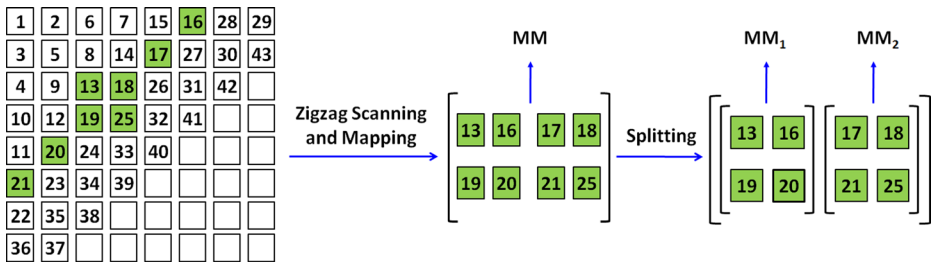 1 2 6 7 15 16 28 29
3 5 8 14 17 27 30 43
4 9 13 18 26 31 42
10 12 19 25 32 41
11 20 24 33 40
21 23 34 39
22 35 38
36 37
Zigzag Scanning
and Mapping
MM
13 16 17 18
19 20 21 25
Splitting
MM₁ MM₂
13 16 17 18
19 20 21 25